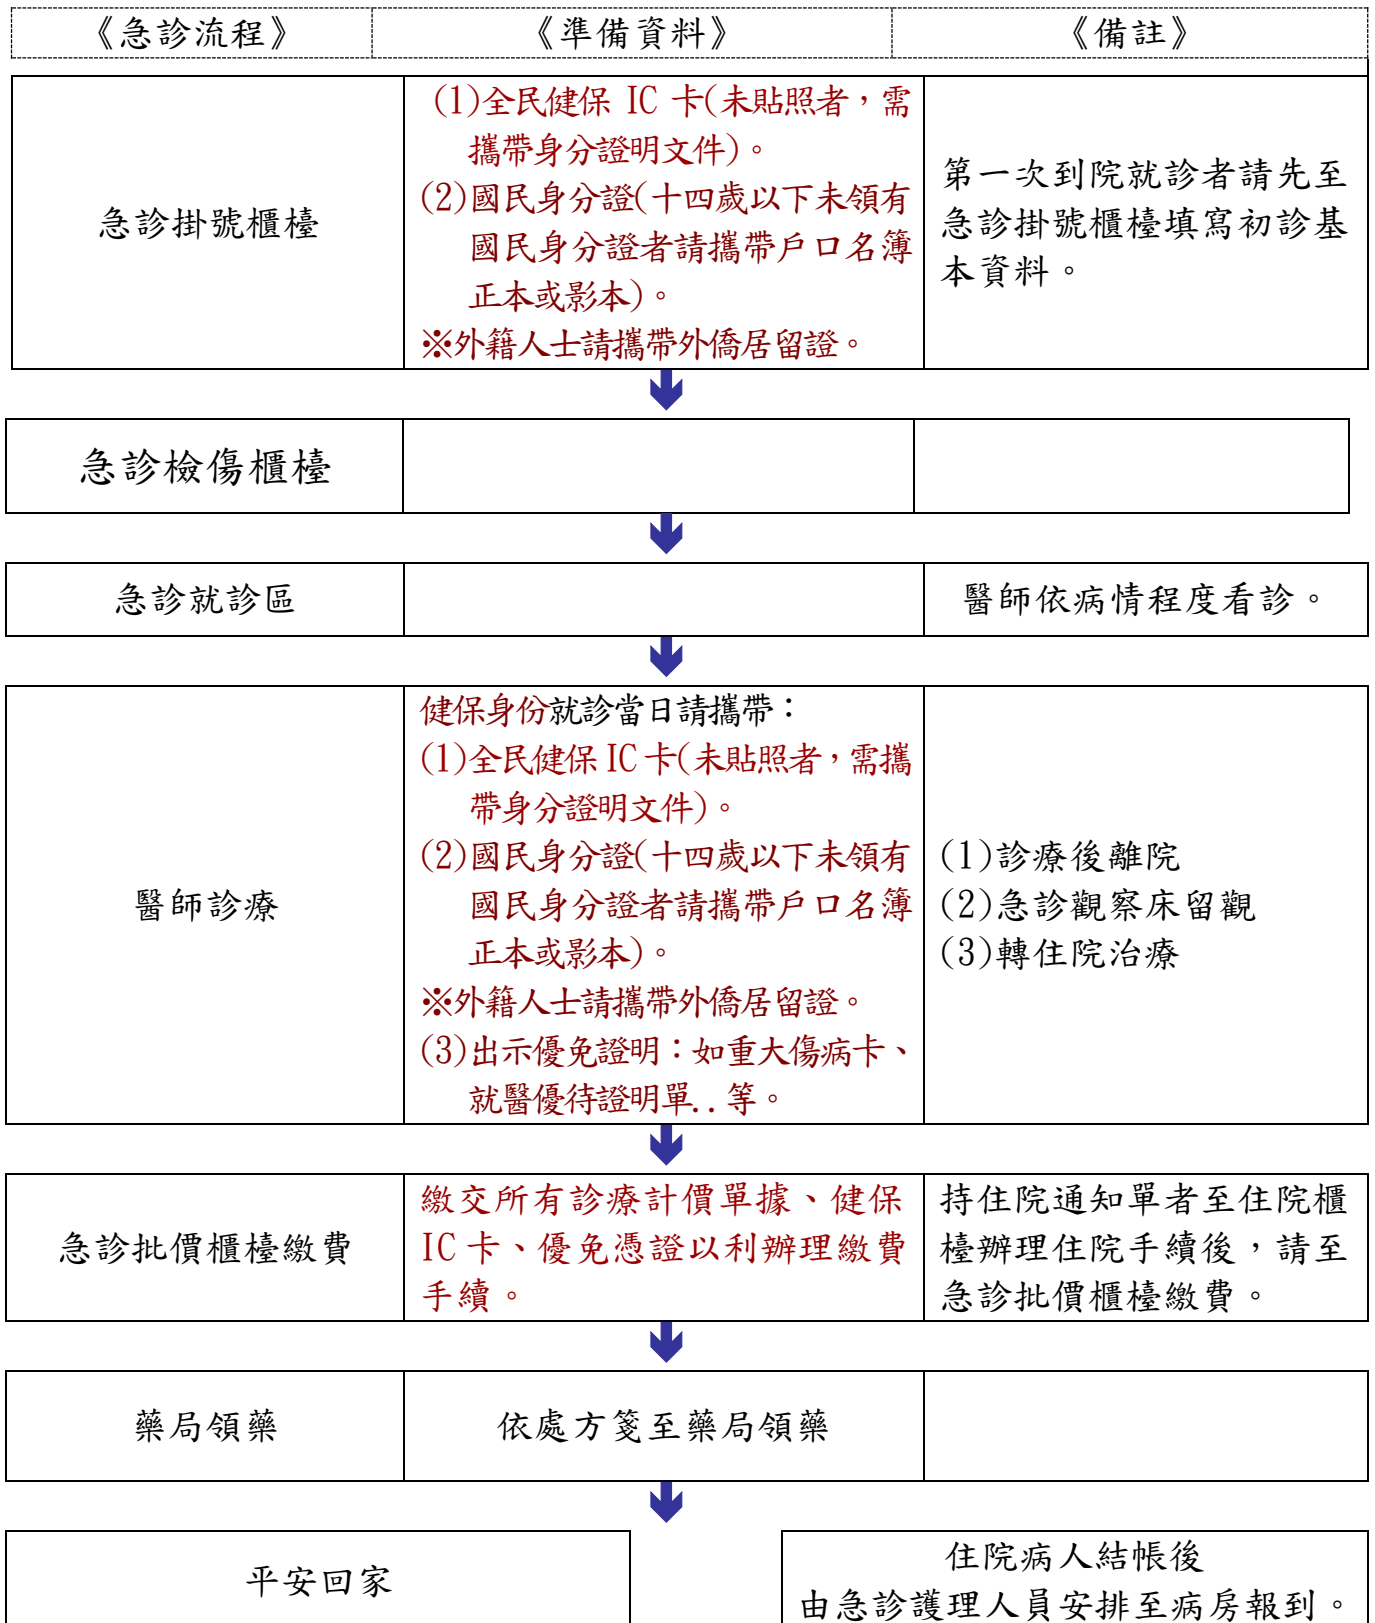 《急診流程》 《準備資料》 《備註》
急診掛號櫃檯
(1)全民健保 IC 卡(未貼照者，需
攜帶身分證明文件)。
(2)國民身分證(十四歲以下未領有
國民身分證者請攜帶戶口名簿
正本或影本)。
※外籍人士請攜帶外僑居留證。
第一次到院就診者請先至
急診掛號櫃檯填寫初診基
本資料。
急診檢傷櫃檯
急診就診區
醫師依病情程度看診。
醫師診療
健保身份就診當日請攜帶：
(1)全民健保 IC 卡(未貼照者，需攜
帶身分證明文件)。
(2)國民身分證(十四歲以下未領有
國民身分證者請攜帶戶口名簿
正本或影本)。
※外籍人士請攜帶外僑居留證。
(3)出示優免證明：如重大傷病卡、
就醫優待證明單..等。
(1)診療後離院
(2)急診觀察床留觀
(3)轉住院治療
急診批價櫃檯繳費
繳交所有診療計價單據、健保
IC 卡、優免憑證以利辦理繳費
手續。
持住院通知單者至住院櫃
檯辦理住院手續後，請至
急診批價櫃檯繳費。
藥局領藥
依處方箋至藥局領藥
平安回家
住院病人結帳後
由急診護理人員安排至病房報到。